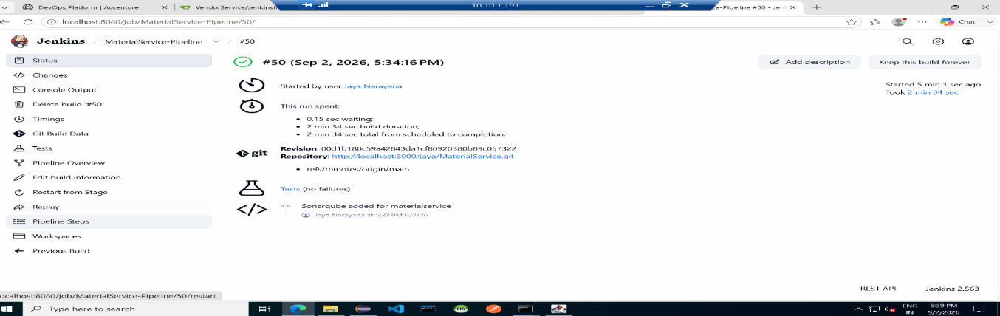 10.10.1.191
DevOps Platform | Accenture
VendorService/Jenkinsf
e-Pipeline #50 - Jenk
localhost:8080/job/MaterialService-Pipeline/50/
Chat
Jenkins / MaterialService-Pipeline / #50
Status
Changes
Console Output
Delete build '#50'
Timings
Git Build Data
Tests
Pipeline Overview
Edit build information
Restart from Stage
Replay
Pipeline Steps
Workspaces
Previous Build
#50 (Sep 2, 2026, 5:34:16 PM)
Add description
Keep this build forever
Started 5 min 1 sec ago
Took 2 min 34 sec
Started by user Jaya Narayana
This run spent:
0.15 sec waiting;
2 min 34 sec build duration;
2 min 34 sec total from scheduled to completion.
git
Revision: 00d1b180c59a42843da1cf80920380b89c057322
Repository: http://localhost:3000/jaya/MaterialService.git
refs/remotes/origin/main
Tests (no failures)
Sonarqube added for materialservice
Jaya Narayana at 5:33 PM 9/2/26
REST API
Jenkins 2.563
ocalhost:8080/job/MaterialService-Pipeline/50/restart
Type here to search
ENG
IN
5:39 PM
9/2/2026